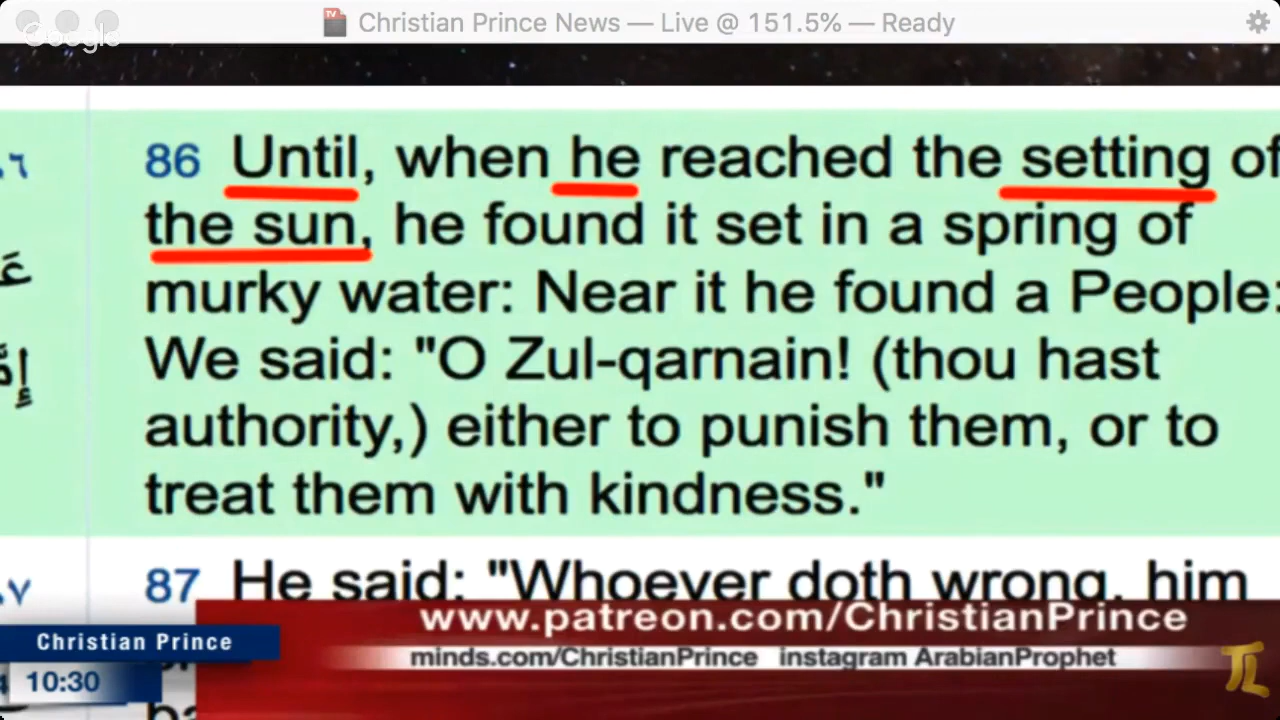 Christian Prince News — Live @ 151.5% — Ready
Google
86 Until, when he reached the setting of
the sun, he found it set in a spring of
murky water: Near it he found a People:
We said: "O Zul-qarnain! (thou hast
authority,) either to punish them, or to
treat them with kindness."
87 He said: "Whoever doth wrong, him
www.patreon.com/ChristianPrince
Christian Prince
minds.com/ChristianPrince instagram ArabianProphet
10:30